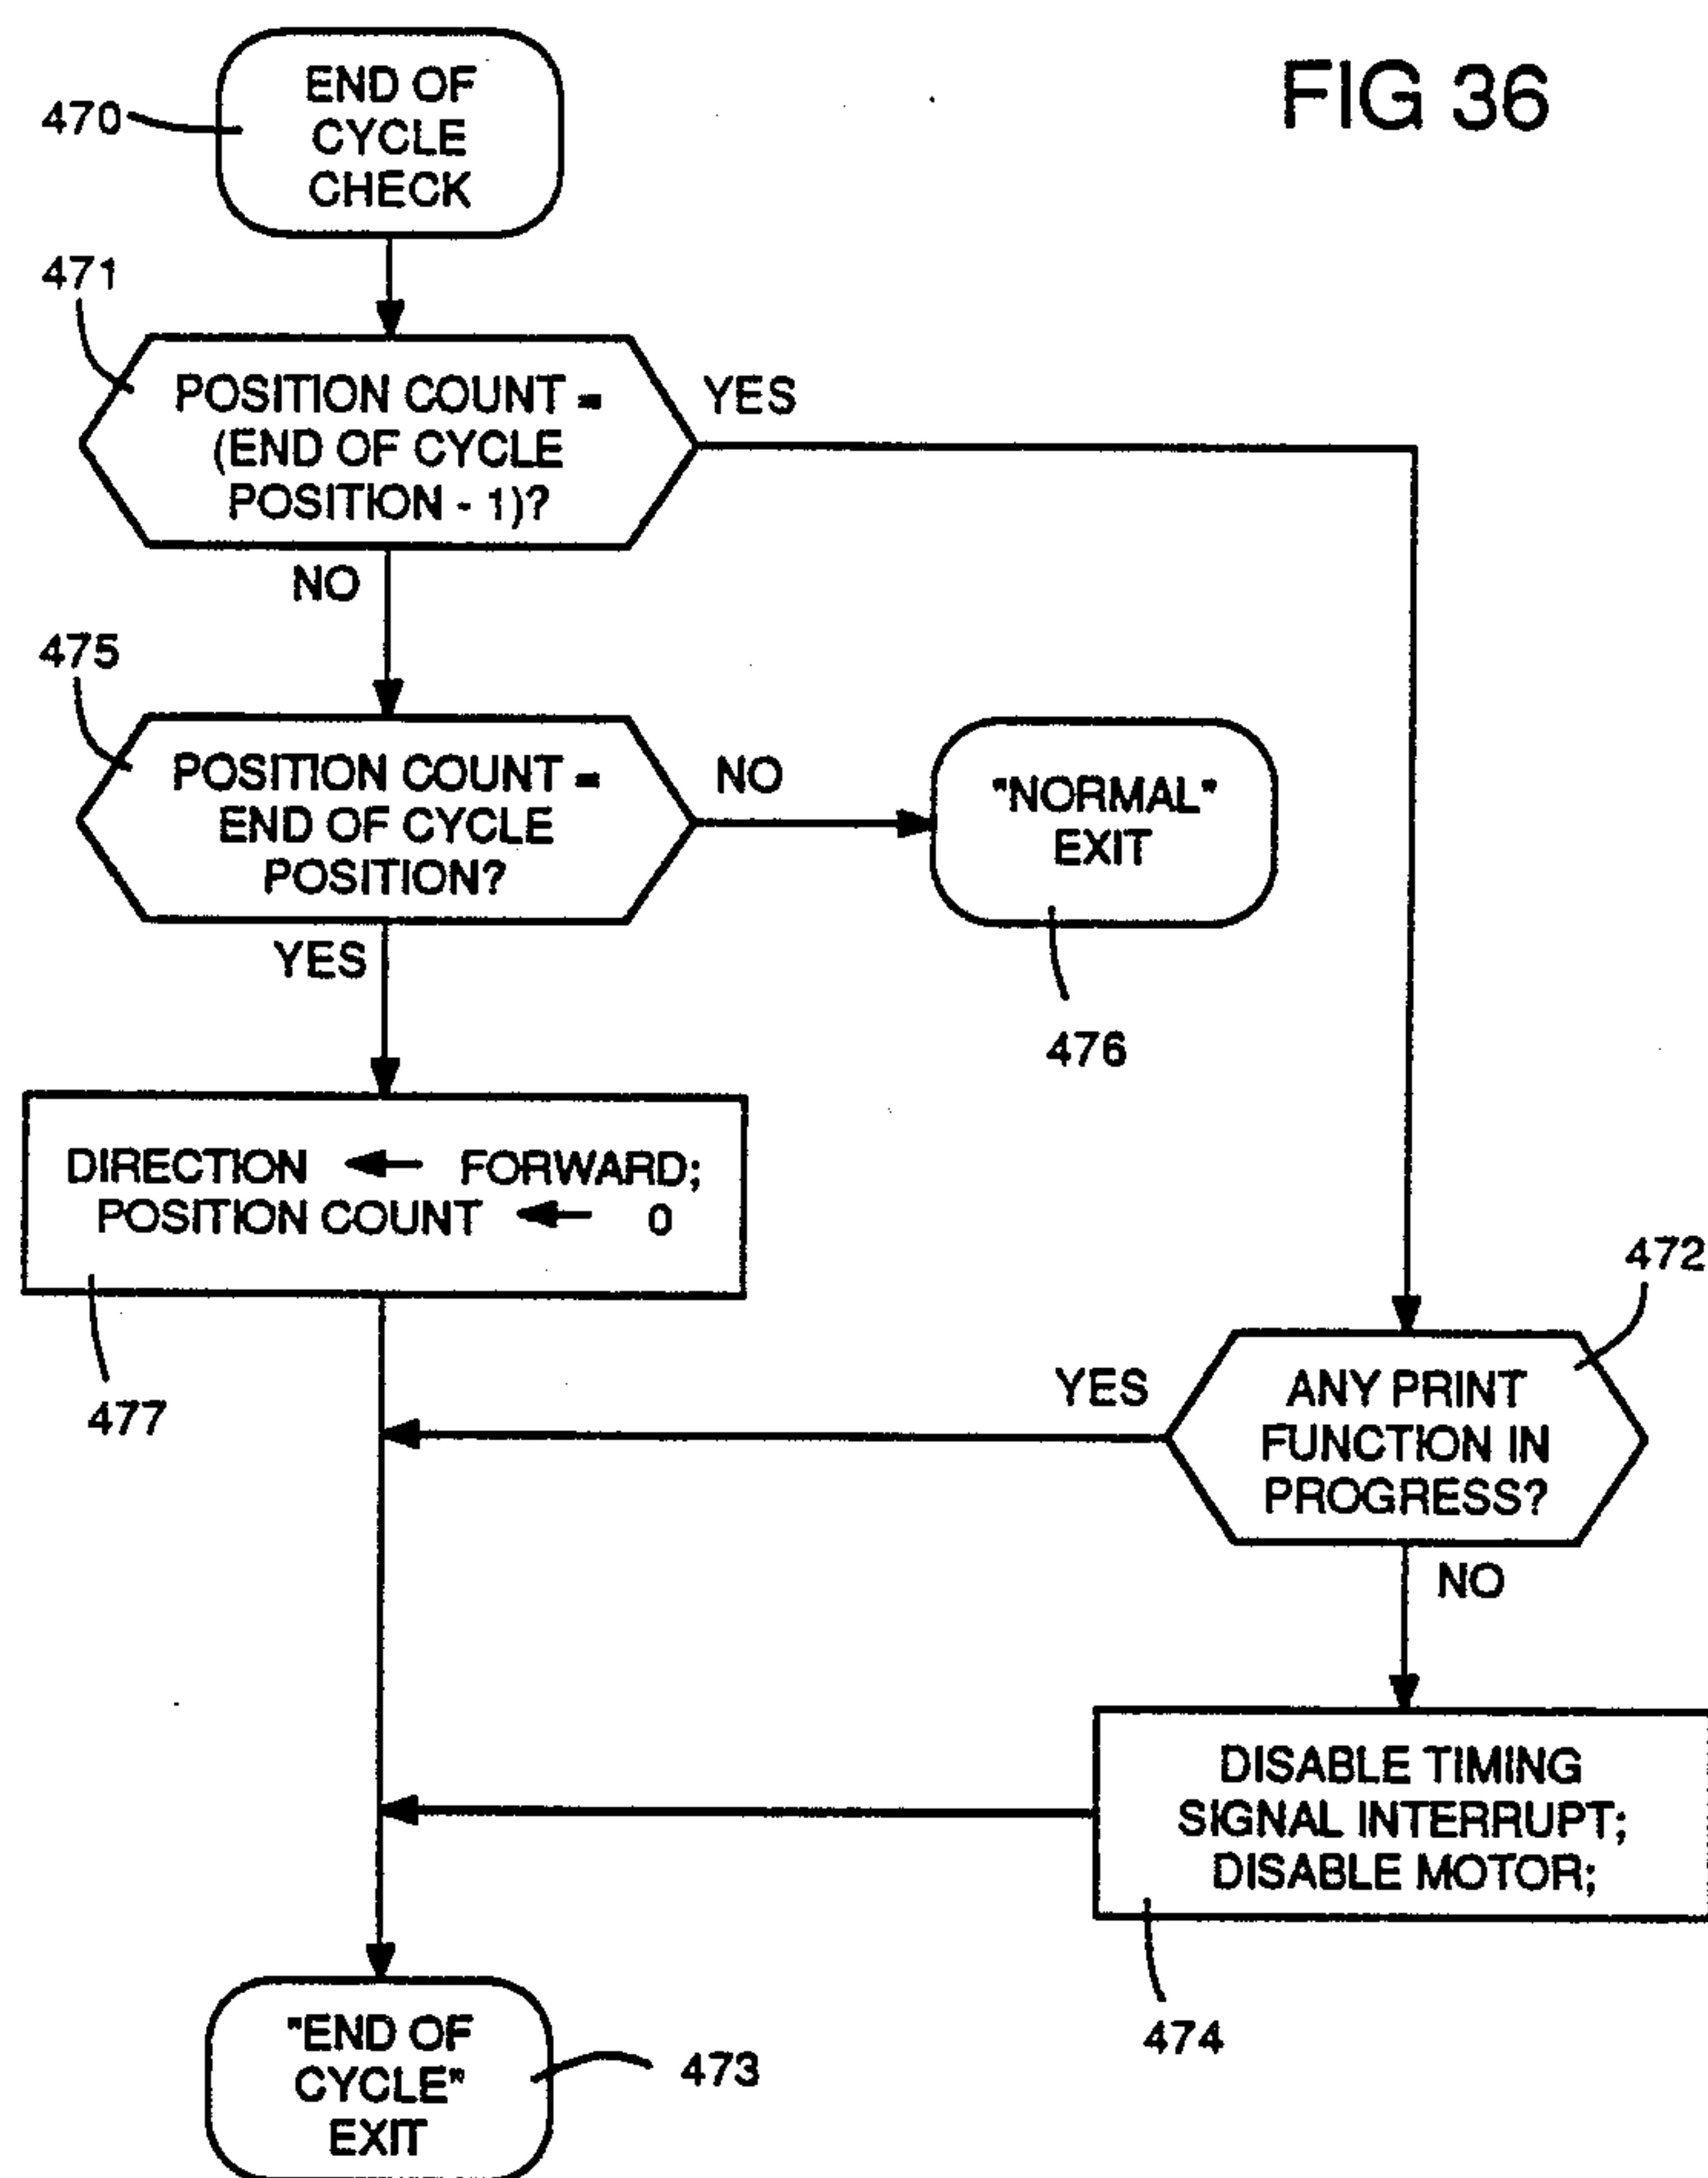 FIG 36
470
END OF
CYCLE
CHECK
471
POSITION COUNT =
(END OF CYCLE
POSITION - 1)?
YES
NO
475
POSITION COUNT =
END OF CYCLE
POSITION?
NO
"NORMAL"
EXIT
476
YES
DIRECTION ← FORWARD;
POSITION COUNT ← 0
477
472
ANY PRINT
FUNCTION IN
PROGRESS?
YES
NO
DISABLE TIMING
SIGNAL INTERRUPT;
DISABLE MOTOR;
474
"END OF
CYCLE"
EXIT
473